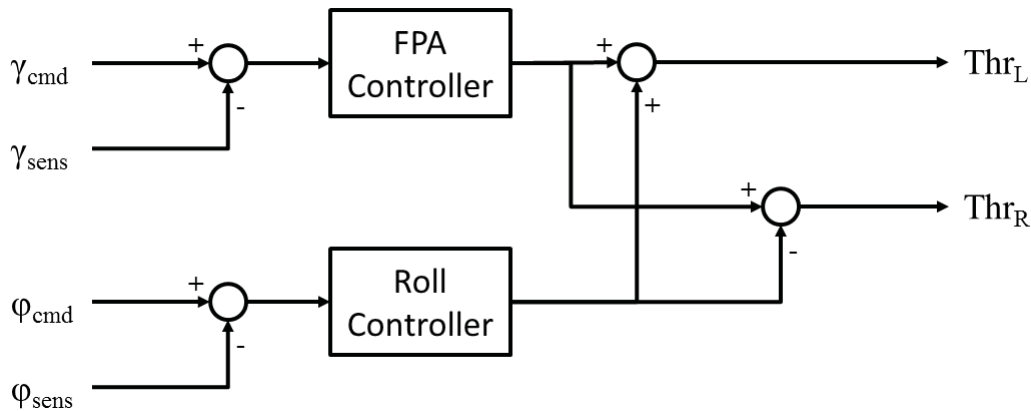 γcmd
+
-
γsens
FPA
Controller
+
+
ThrL
+
-
ThrR
φcmd
+
-
φsens
Roll
Controller